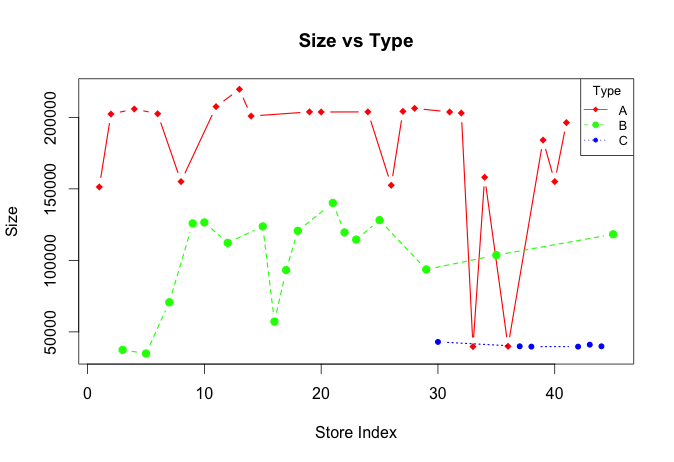 Size vs Type
Type
A
B
C
Size
200000
150000
100000
50000
0 10 20 30 40
Store Index